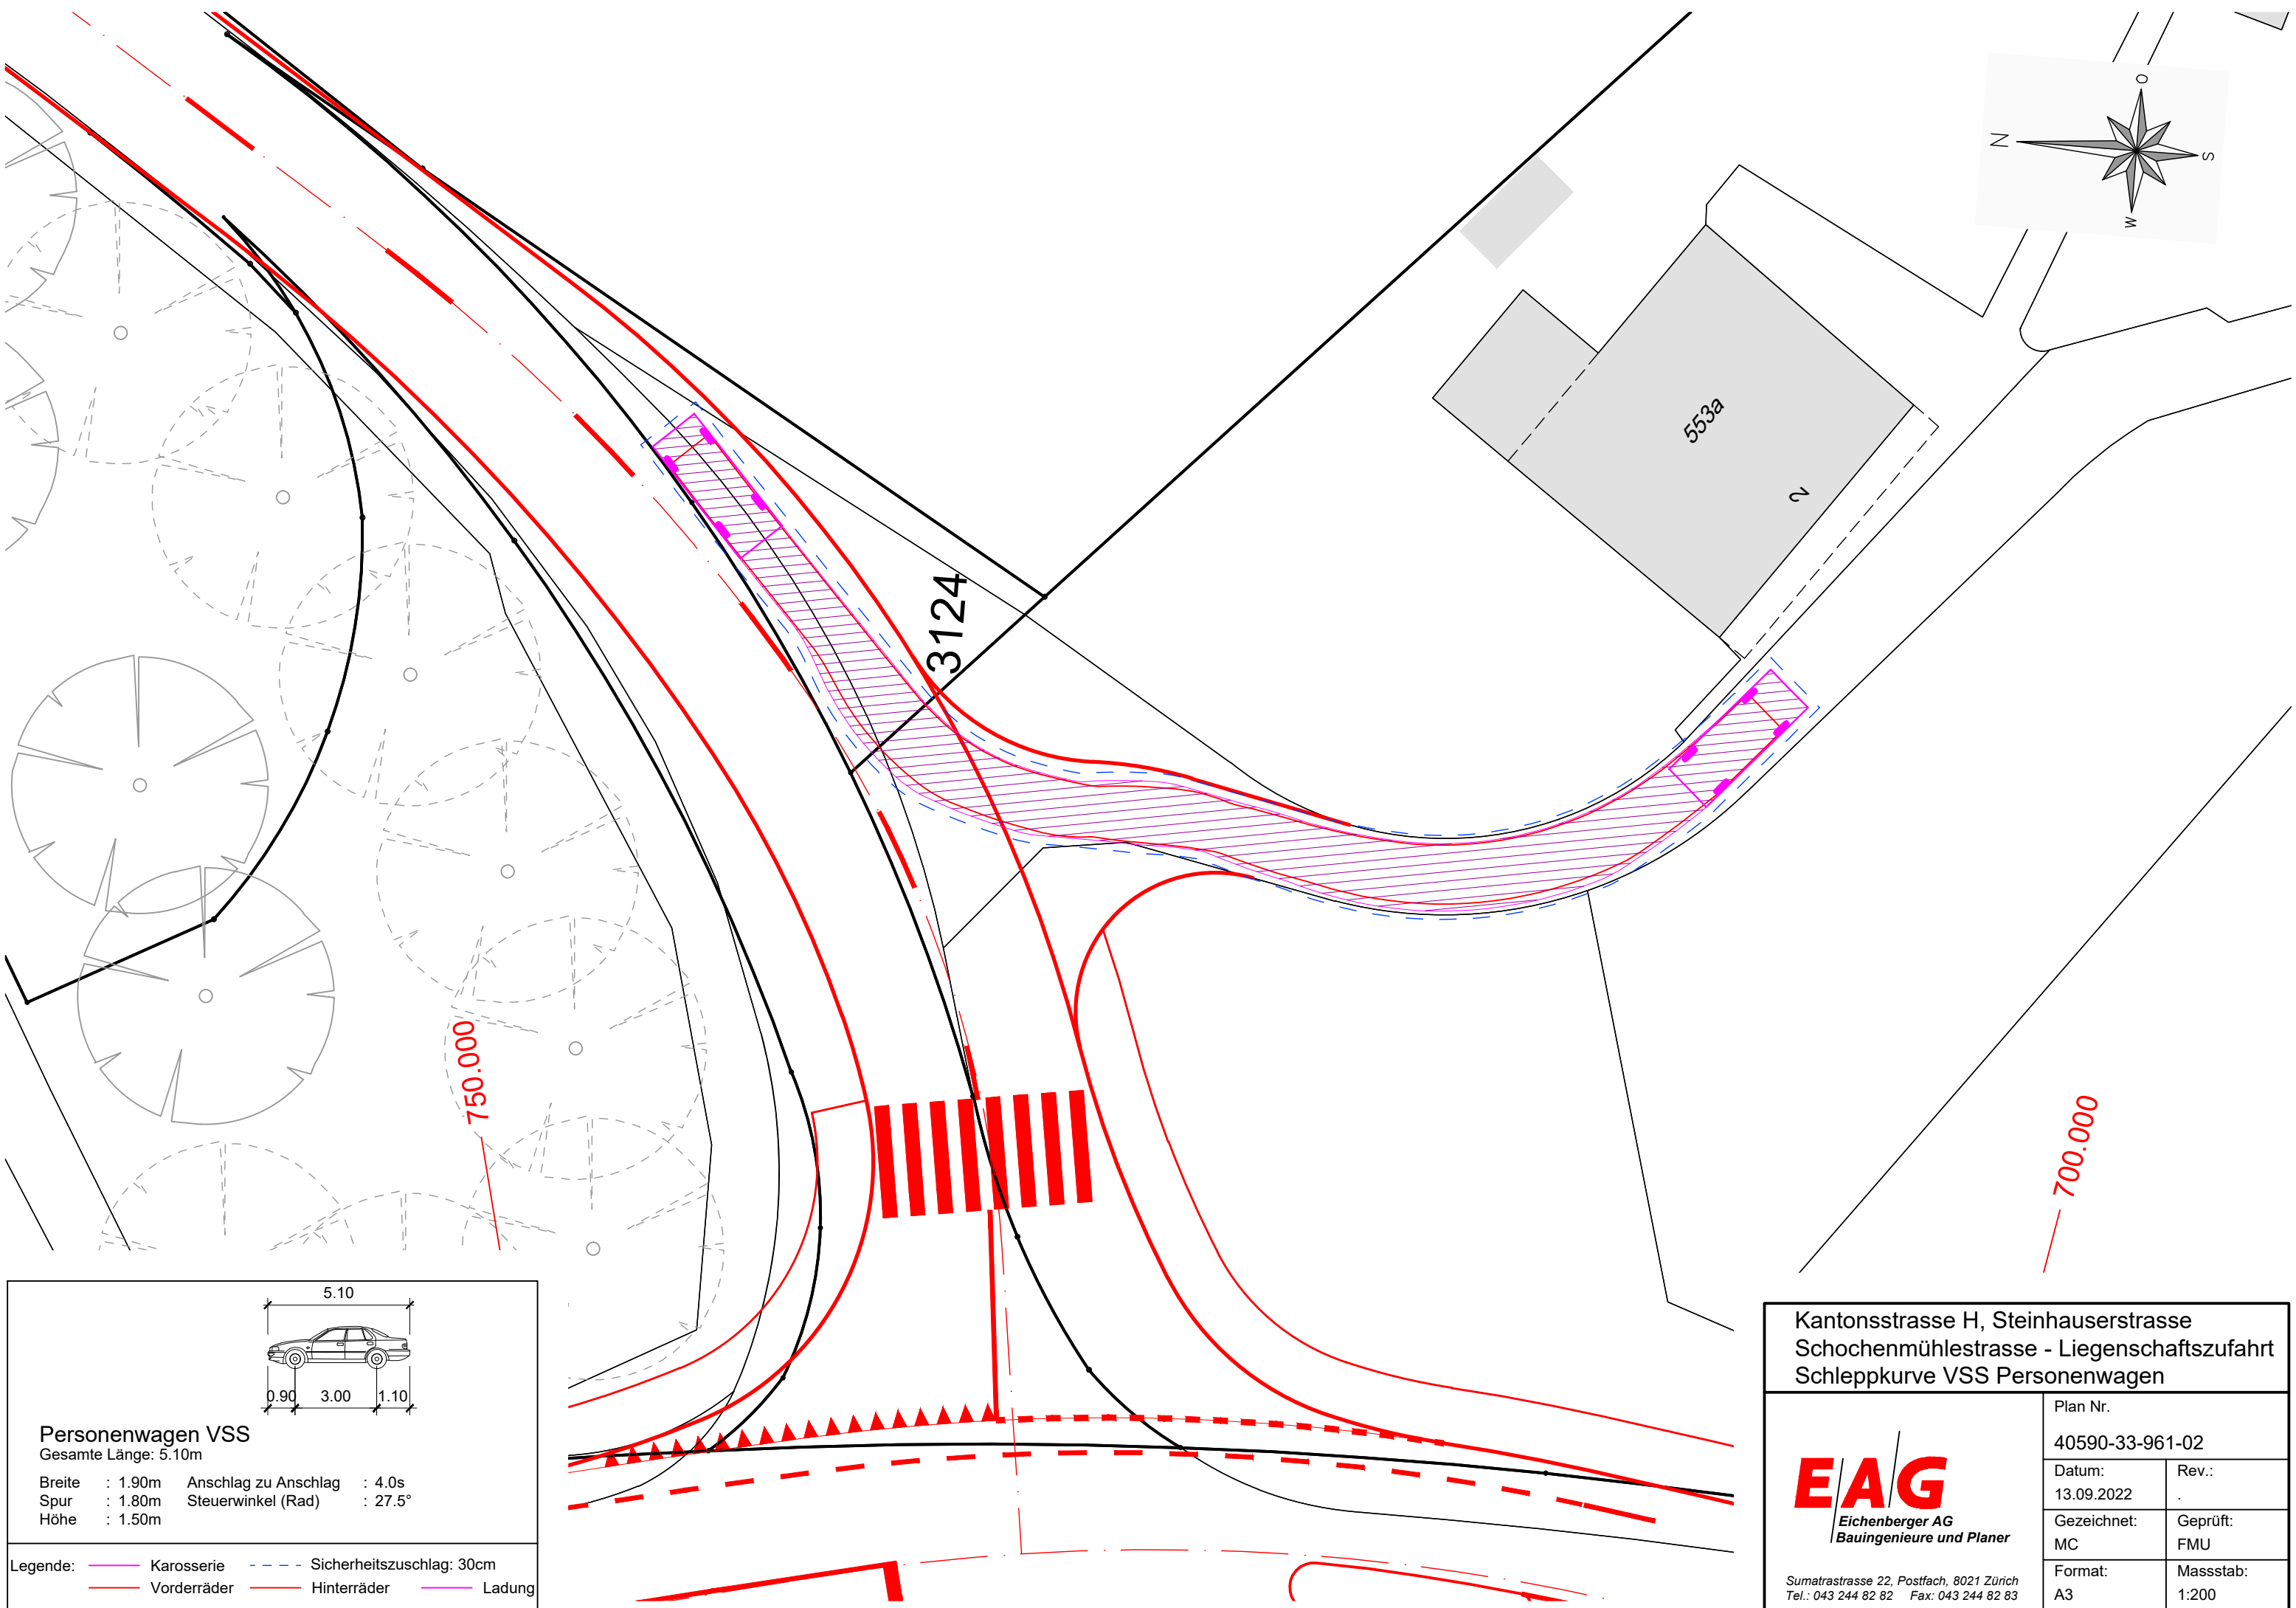 O
N
S
W
553a
2
3124
750.000
700.000
5.10
0.90 3.00 1.10
Personenwagen VSS
Gesamte Länge: 5.10m
Breite : 1.90m Anschlag zu Anschlag : 4.0s
Spur : 1.80m Steuerwinkel (Rad) : 27.5°
Höhe : 1.50m
Legende: Karosserie Sicherheitszuschlag: 30cm
Vorderräder Hinterräder Ladung
Kantonsstrasse H, Steinhauserstrasse
Schochenmühlestrasse - Liegenschaftszufahrt
Schleppkurve VSS Personenwagen
EAG
Eichenberger AG
Bauingenieure und Planer
Sumatrastrasse 22, Postfach, 8021 Zürich
Tel.: 043 244 82 82 Fax: 043 244 82 83
Plan Nr.
40590-33-961-02
Datum: Rev.:
13.09.2022 .
Gezeichnet: Geprüft:
MC FMU
Format: Massstab:
A3 1:200